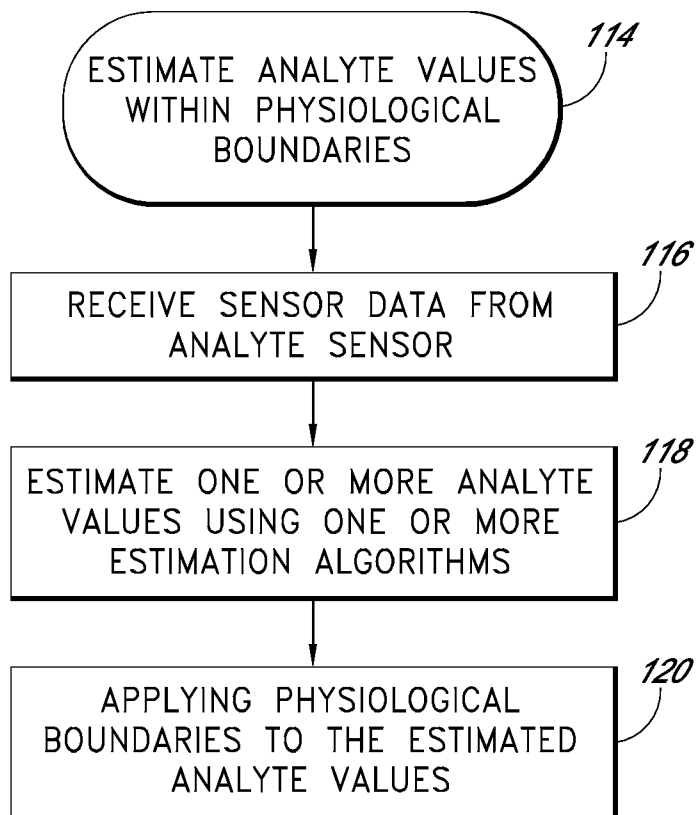 114
ESTIMATE ANALYTE VALUES
WITHIN PHYSIOLOGICAL
BOUNDARIES
116
RECEIVE SENSOR DATA FROM
ANALYTE SENSOR
118
ESTIMATE ONE OR MORE ANALYTE
VALUES USING ONE OR MORE
ESTIMATION ALGORITHMS
120
APPLYING PHYSIOLOGICAL
BOUNDARIES TO THE ESTIMATED
ANALYTE VALUES